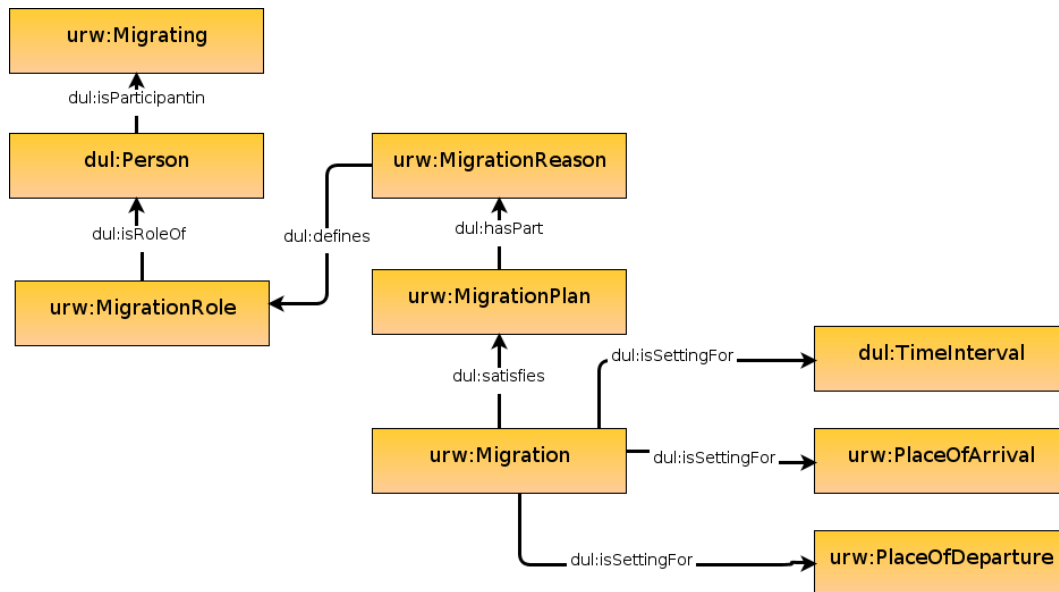 urw:Migrating
dul:isParticipantin
dul:Person
urw:MigrationReason
dul:isRoleOf
dul:defines
dul:hasPart
urw:MigrationRole
urw:MigrationPlan
dul:isSettingFor
dul:TimeInterval
dul:satisfies
urw:Migration
dul:isSettingFor
urw:PlaceOfArrival
dul:isSettingFor
urw:PlaceOfDeparture